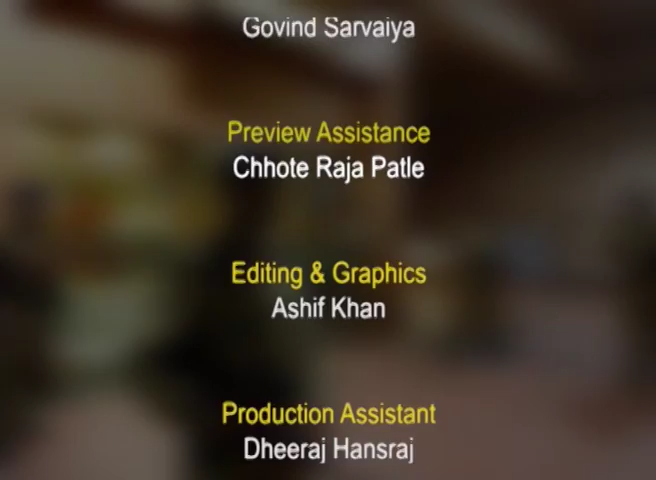 Govind Sarvaiya
Preview Assistance
Chhote Raja Patle
Editing & Graphics
Ashif Khan
Production Assistant
Dheeraj Hansraj